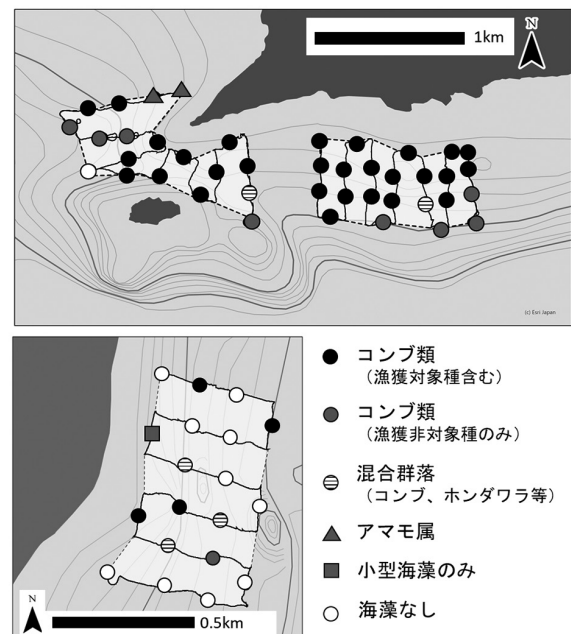 N
1km
(c) Esri Japan
N
0.5km
コンブ類
（漁獲対象種含む）
コンブ類
（漁獲非対象種のみ）
混合群落
（コンブ、ホンダワラ等）
アマモ属
小型海藻のみ
海藻なし